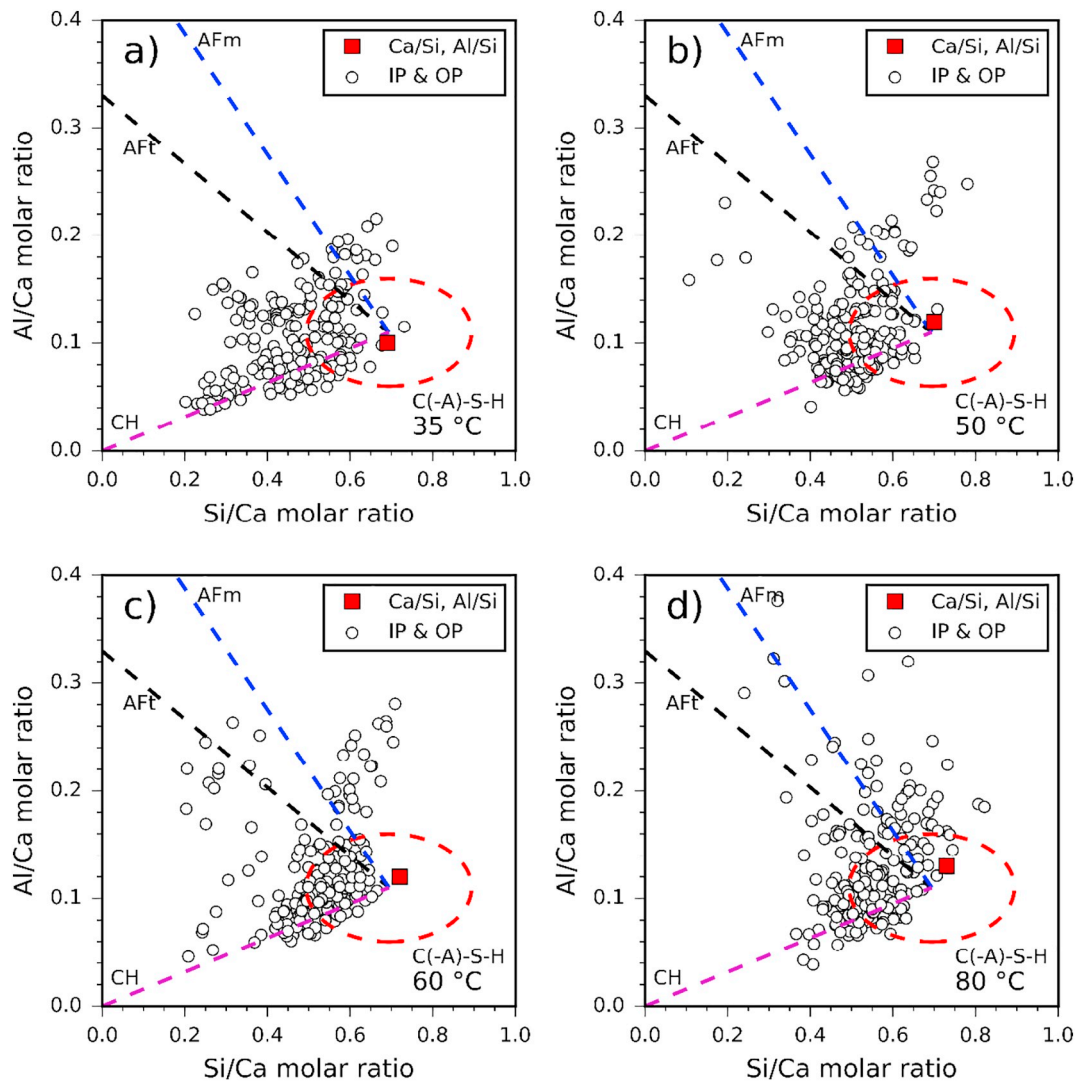 a)
AFm
AFt
CH
Ca/Si, Al/Si
IP & OP
C(-A)-S-H
35 °C
0.4
0.3
0.2
0.1
0.0
0.0 0.2 0.4 0.6 0.8 1.0
Al/Ca molar ratio
Si/Ca molar ratio
b)
AFm
AFt
CH
Ca/Si, Al/Si
IP & OP
C(-A)-S-H
50 °C
0.4
0.3
0.2
0.1
0.0
0.0 0.2 0.4 0.6 0.8 1.0
Al/Ca molar ratio
Si/Ca molar ratio
c)
AFm
AFt
CH
Ca/Si, Al/Si
IP & OP
C(-A)-S-H
60 °C
0.4
0.3
0.2
0.1
0.0
0.0 0.2 0.4 0.6 0.8 1.0
Al/Ca molar ratio
Si/Ca molar ratio
d)
AFm
AFt
CH
Ca/Si, Al/Si
IP & OP
C(-A)-S-H
80 °C
0.4
0.3
0.2
0.1
0.0
0.0 0.2 0.4 0.6 0.8 1.0
Al/Ca molar ratio
Si/Ca molar ratio